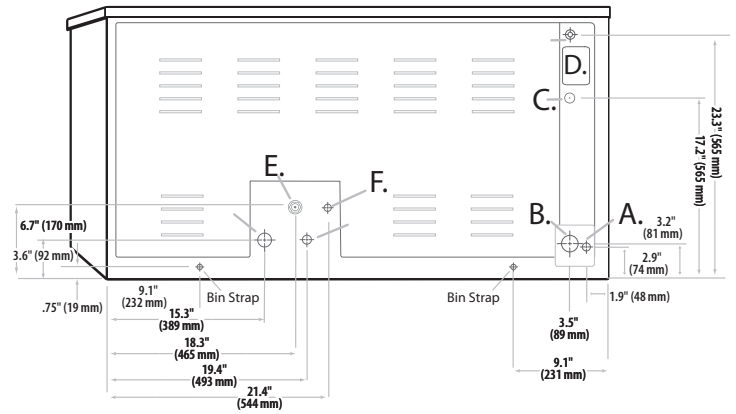 D.
C.
E.
F.
B.
A.
23.3" (565 mm)
17.2" (565 mm)
6.7" (170 mm)
3.6" (92 mm)
.75" (19 mm)
3.2"
(81 mm)
2.9"
(74 mm)
1.9" (48 mm)
Bin Strap
Bin Strap
9.1"
(232 mm)
15.3"
(389 mm)
18.3"
(465 mm)
19.4"
(493 mm)
21.4"
(544 mm)
3.5"
(89 mm)
9.1"
(231 mm)